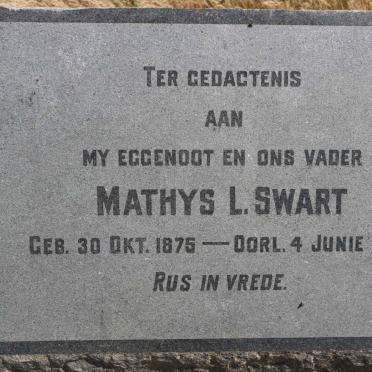 TER GEDACTENIS
AAN
MY EGGENOOT EN ONS VADER
MATHYS L. SWART
GEB. 30 OKT. 1875 — OORL. 4 JUNIE
RUS IN VREDE.